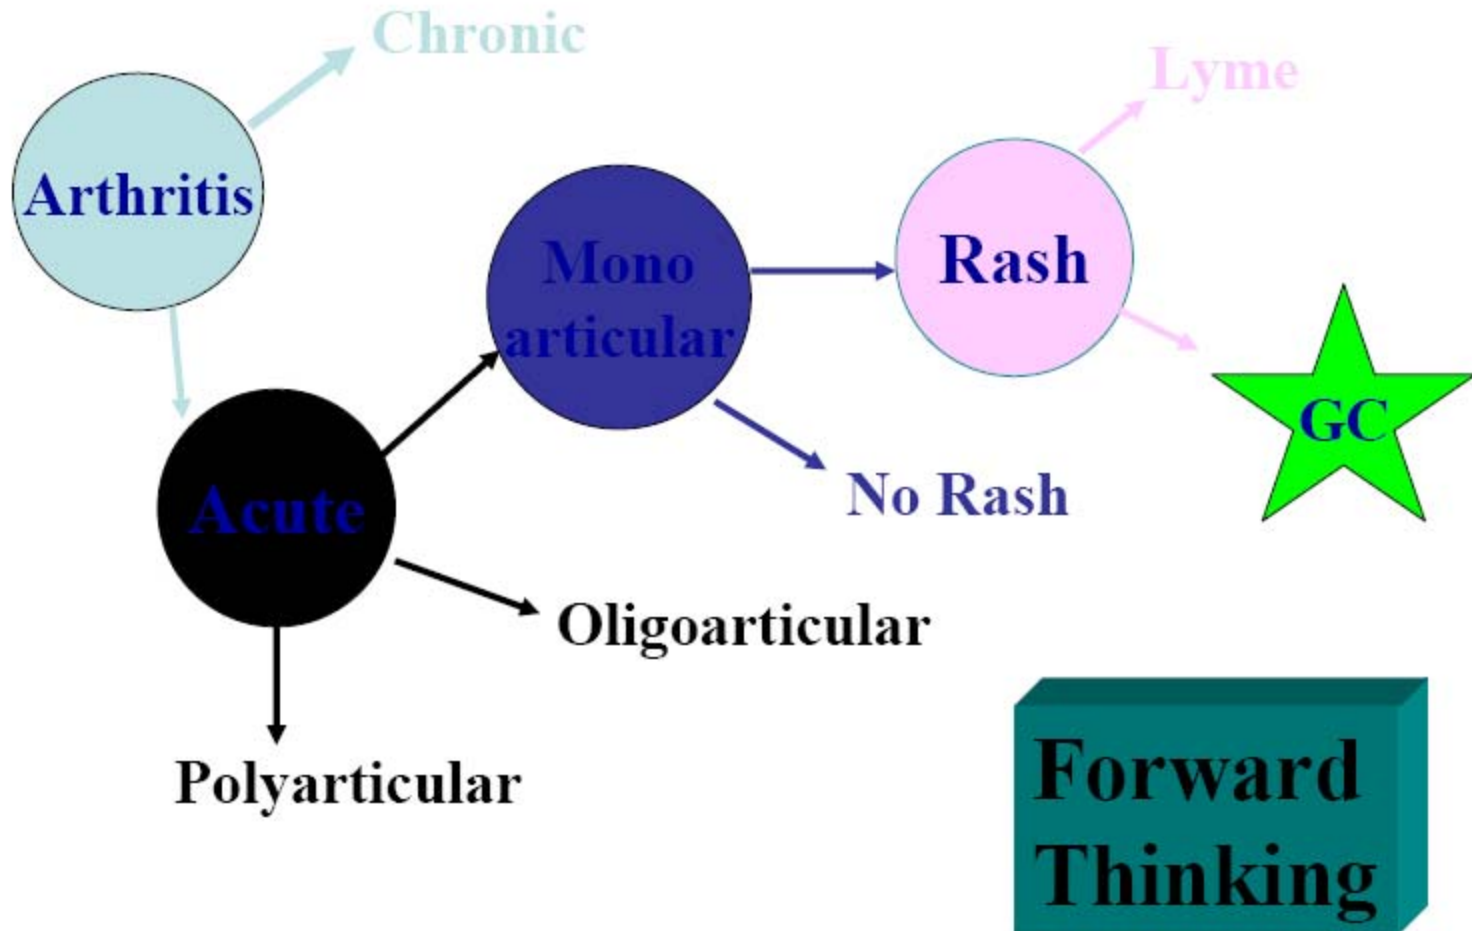 Chronic
Lyme
Arthritis
Mono
articular
Rash
GC
No Rash
Acute
Oligoarticular
Polyarticular
Forward
Thinking